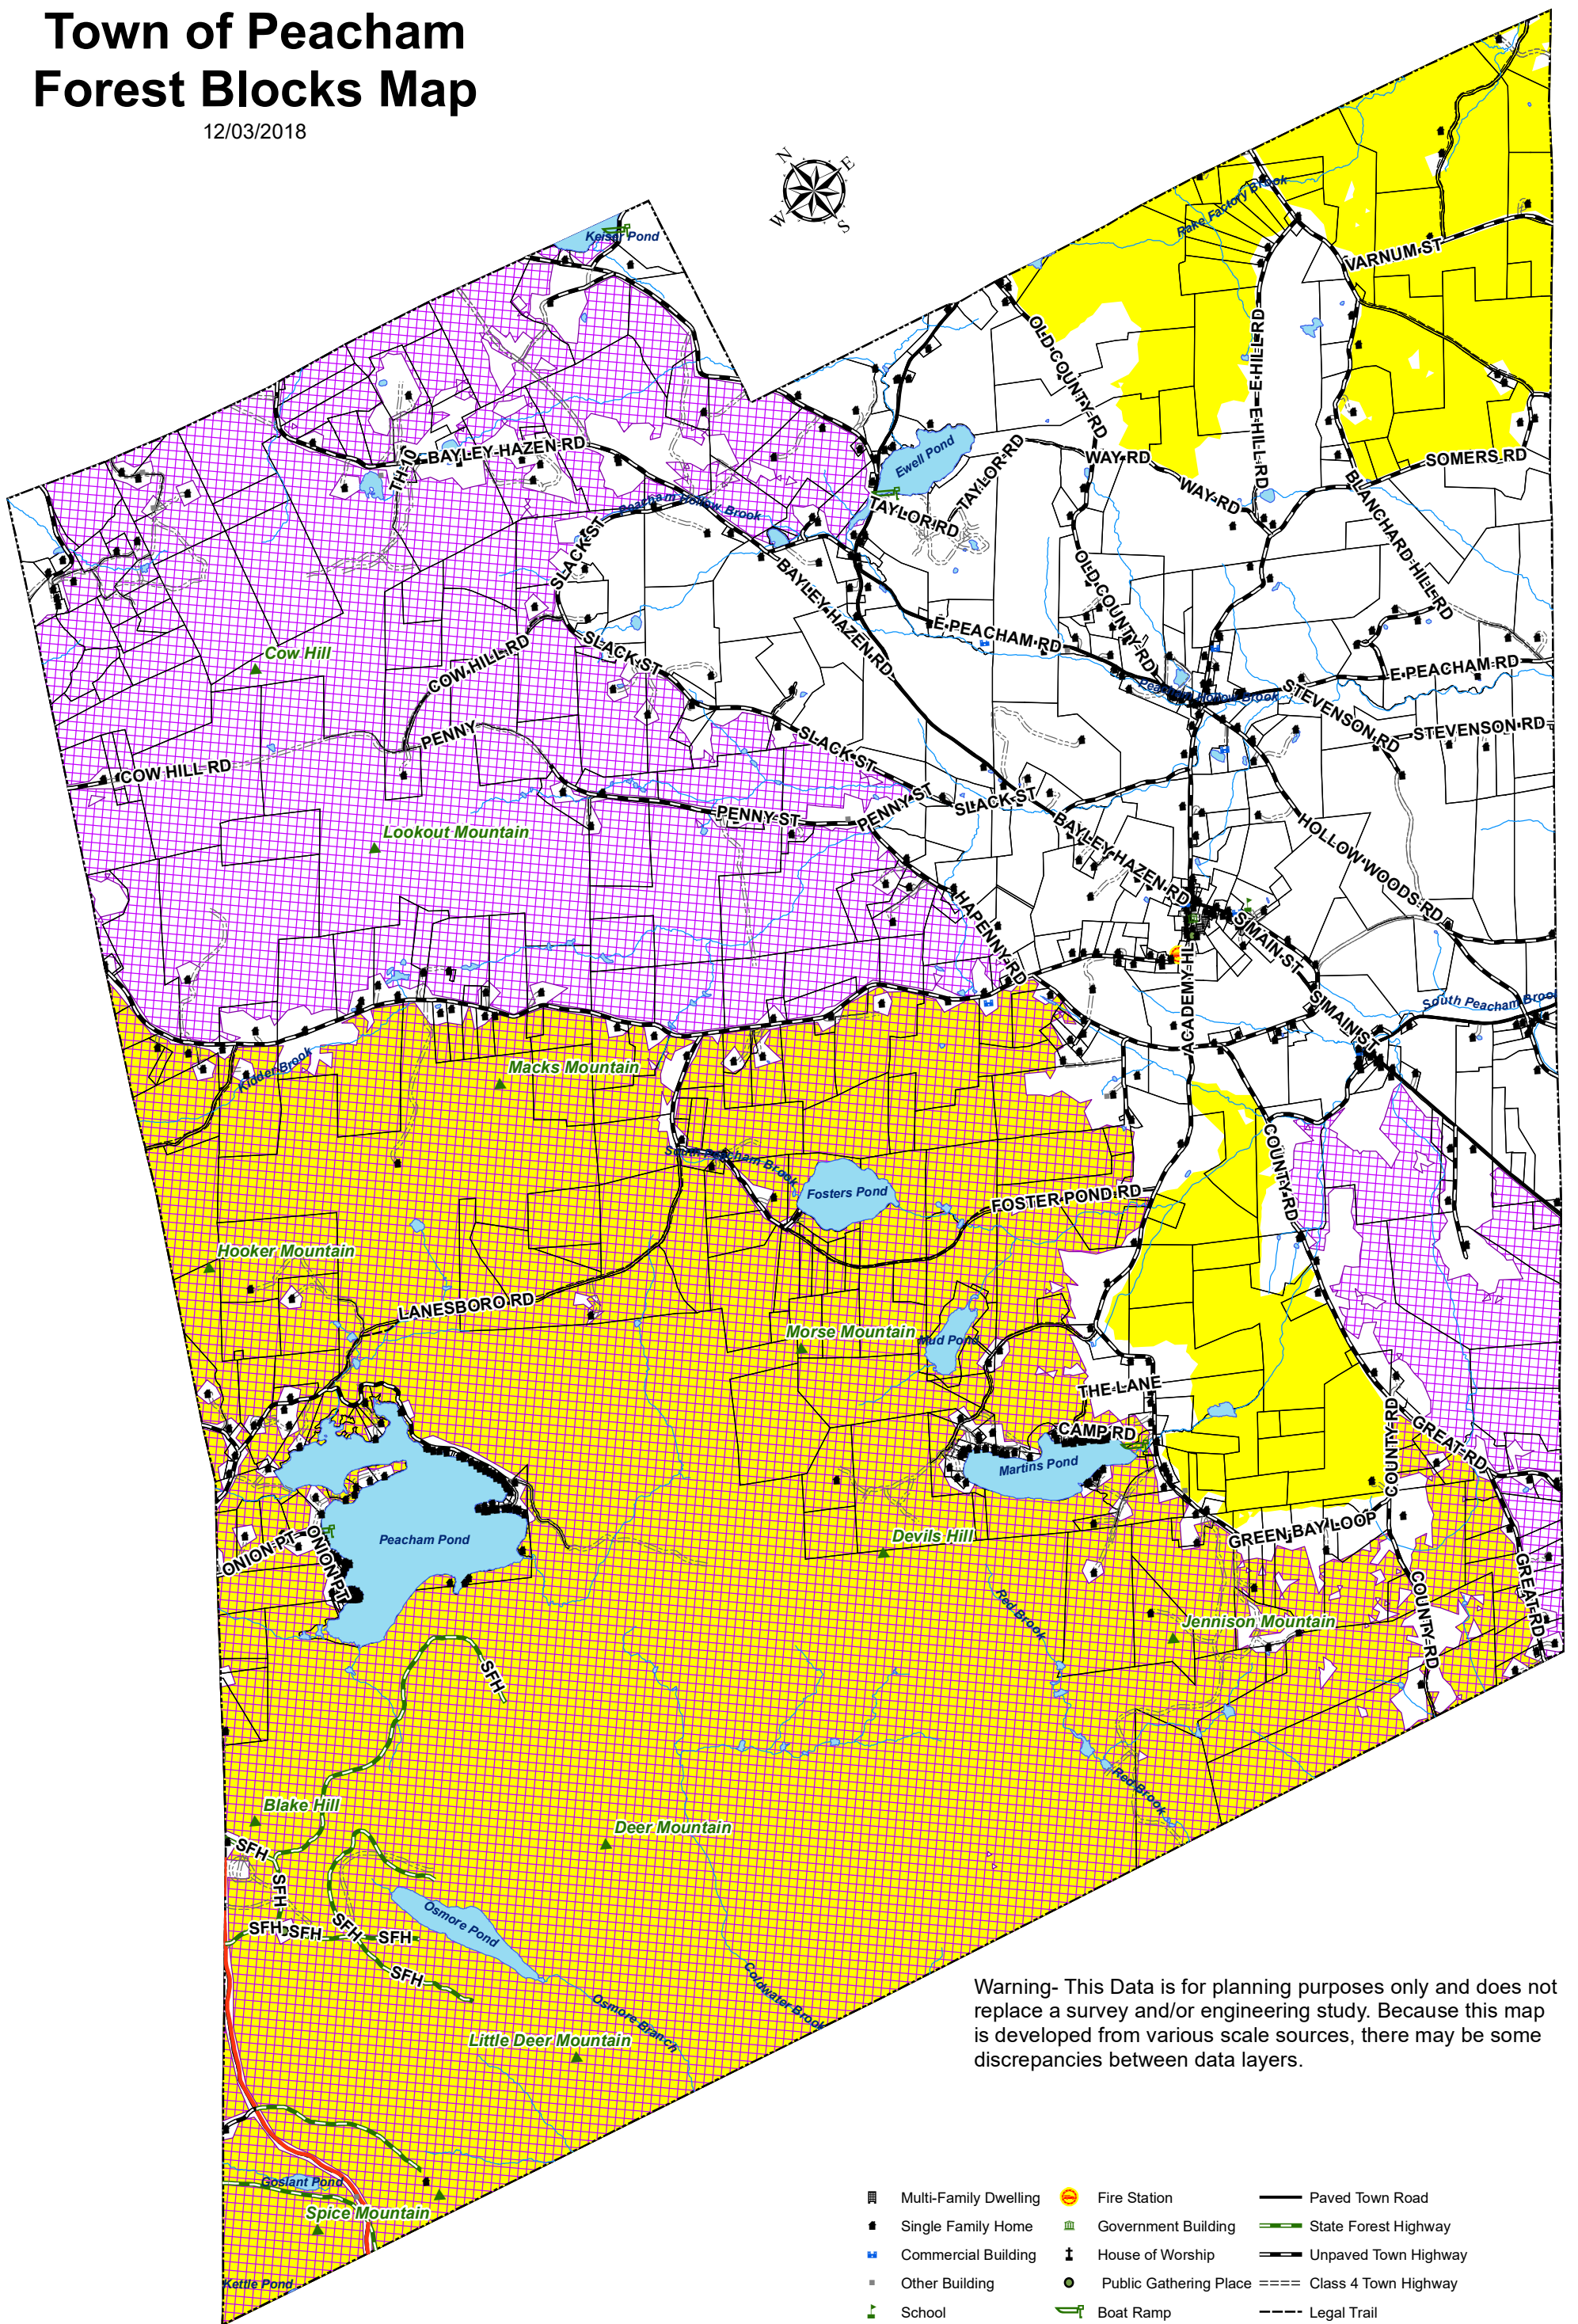 Town of Peacham
Forest Blocks Map
12/03/2018
N
E
W
S
Keiser Pond
Rake Factory Brook
VARNUM ST
OLD COUNTY RD
E HILL RD
E HILL RD
BAYLEY HAZEN RD
TH 10
Ewell Pond
TAYLOR RD
TAYLOR RD
WAY RD
WAY RD
SOMERS RD
BLANCHARD HILL RD
Peacham Hollow Brook
SLACK ST
BAYLEY HAZEN RD
OLD COUNTY RD
E PEACHAM RD
Cow Hill
COW HILL RD
SLACK ST
E PEACHAM RD
Peacham Hollow Brook
STEVENSON RD
STEVENSON RD
PENNY
COW HILL RD
SLACK ST
PENNY ST
PENNY ST
SLACK ST
BAYLEY HAZEN RD
HOLLOW WOODS RD
Lookout Mountain
HAPENNY RD
S MAIN ST
ACADEMY HIL
S MAIN ST
South Peacham Brook
Kidder Brook
Macks Mountain
COUNTY RD
South Peacham Brook
Fosters Pond
FOSTER POND RD
Hooker Mountain
LANESBORO RD
Morse Mountain
Mud Pond
THE LANE
CAMP RD
COUNTY RD
GREAT RD
Martins Pond
Peacham Pond
ONION PT
ONION PT
Devils Hill
GREEN BAY LOOP
GREAT RD
COUNTY RD
Red Brook
Jennison Mountain
SFH
Red Brook
Blake Hill
Deer Mountain
SFH
SFH
SFH
SFH
SFH
SFH
SFH
Osmore Pond
Coldwater Brook
Osmore Branch
Little Deer Mountain
Goslant Pond
Spice Mountain
Kettle Pond
Warning- This Data is for planning purposes only and does not
replace a survey and/or engineering study. Because this map
is developed from various scale sources, there may be some
discrepancies between data layers.
Multi-Family Dwelling
Fire Station
Paved Town Road
Single Family Home
Government Building
State Forest Highway
Commercial Building
House of Worship
Unpaved Town Highway
Other Building
Public Gathering Place
Class 4 Town Highway
School
Boat Ramp
Legal Trail